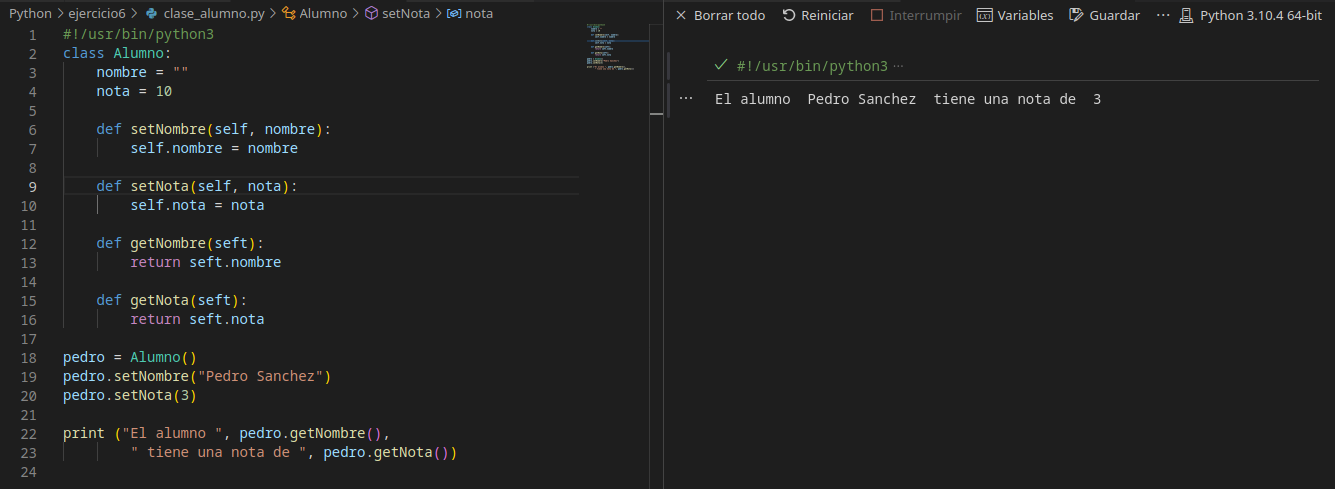 Python > ejercicio6 > clase_alumno.py > Alumno > setNota > nota
1 #!/usr/bin/python3
2 class Alumno:
3     nombre = ""
4     nota = 10
5
6     def setNombre(self, nombre):
7         self.nombre = nombre
8
9     def setNota(self, nota):
10         self.nota = nota
11
12     def getNombre(seft):
13         return seft.nombre
14
15     def getNota(seft):
16         return seft.nota
17
18 pedro = Alumno()
19 pedro.setNombre("Pedro Sanchez")
20 pedro.setNota(3)
21
22 print ("El alumno ", pedro.getNombre(),
23         " tiene una nota de ", pedro.getNota())
24
Borrar todo Reiniciar Interrumpir Variables Guardar ··· Python 3.10.4 64-bit
#!/usr/bin/python3 ···
··· El alumno  Pedro Sanchez  tiene una nota de  3